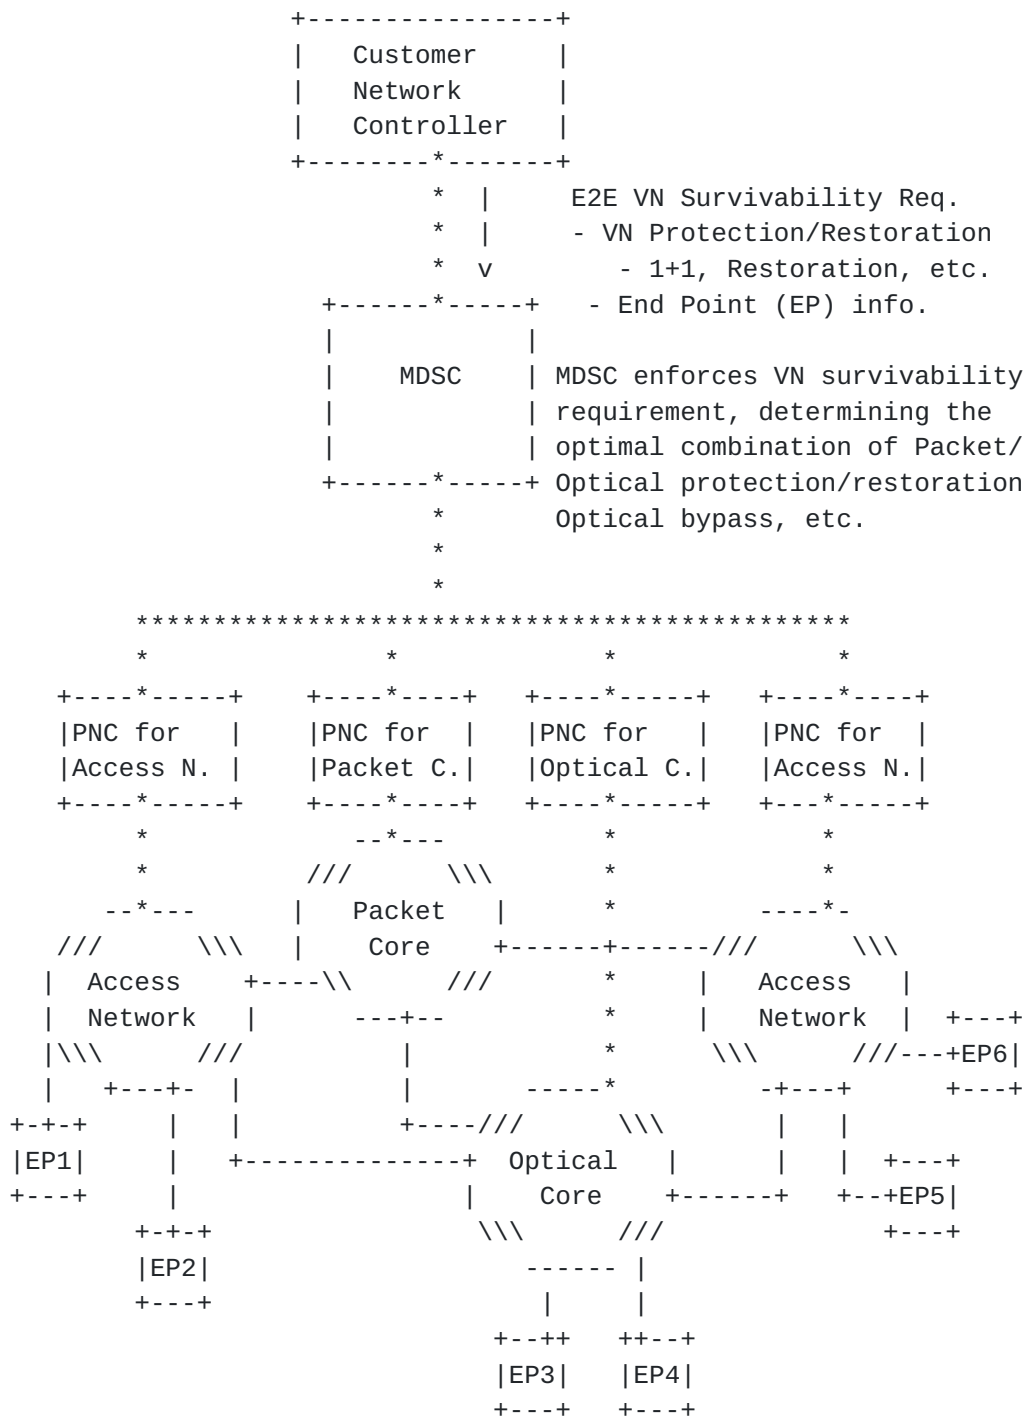 Customer
Network
Controller
E2E VN Survivability Req.
- VN Protection/Restoration
- 1+1, Restoration, etc.
- End Point (EP) info.
MDSC MDSC enforces VN survivability
requirement, determining the
optimal combination of Packet/
Optical protection/restoration
Optical bypass, etc.
PNC for PNC for PNC for PNC for
Access N. Packet C. Optical C. Access N.
Packet
Core
Access Access
Network Network
EP6
EP1 Optical
Core EP5
EP2
EP3 EP4